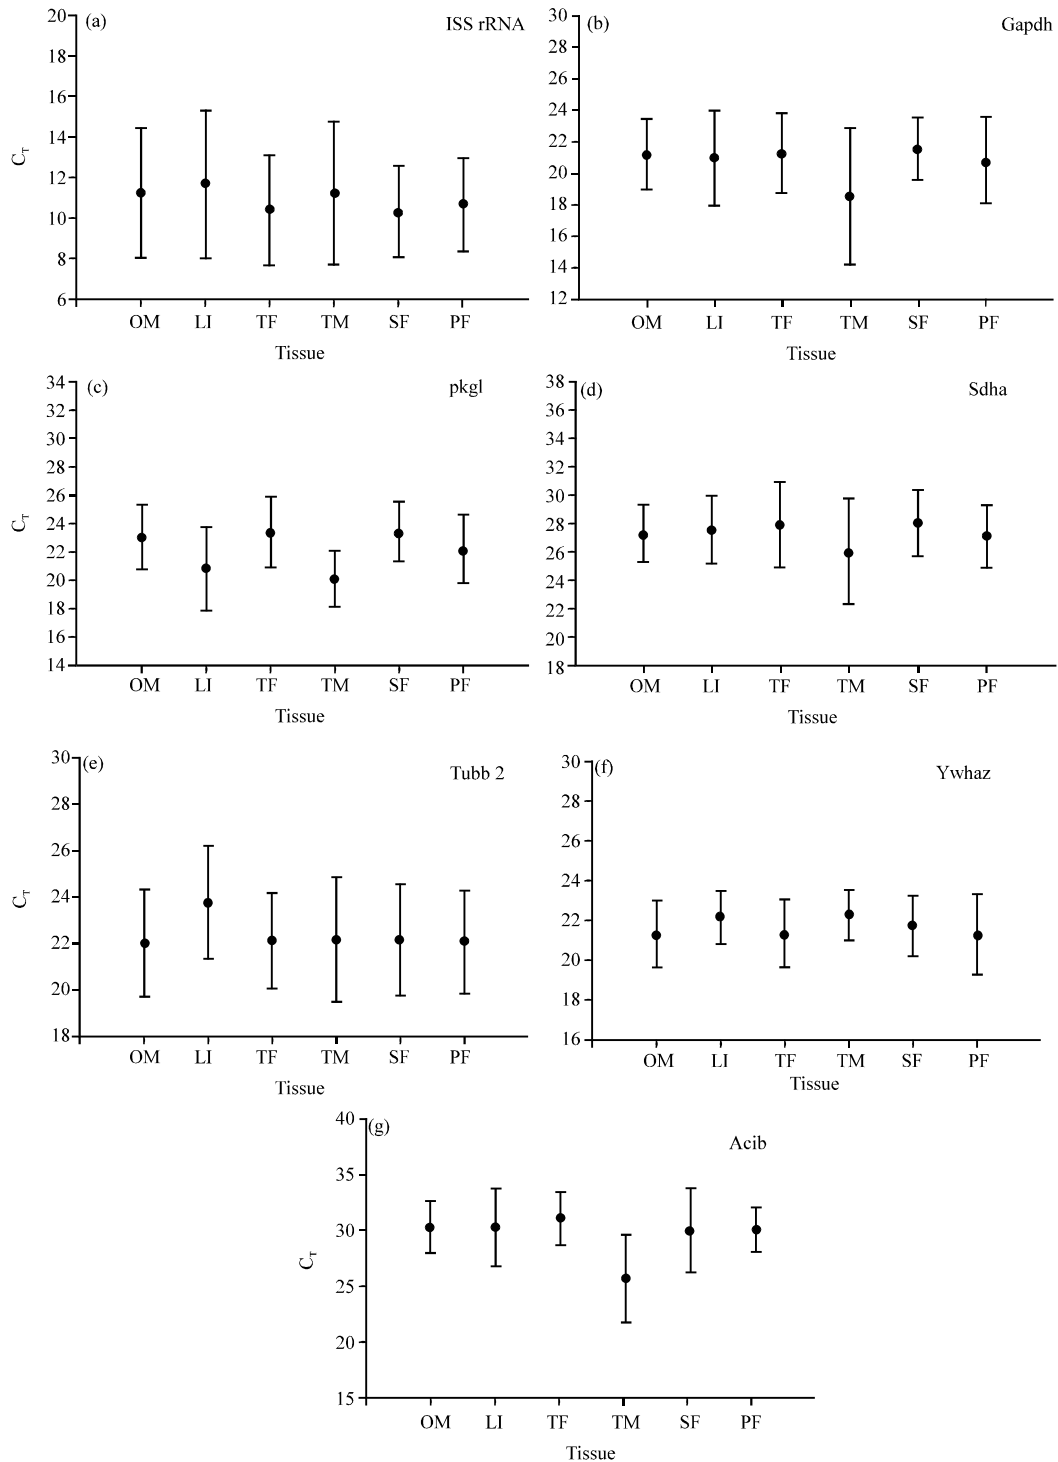 (a)
ISS rRNA
20
18
16
14
12
10
8
6
C_T
OM LI TF TM SF PF
Tissue
(b)
Gapdh
30
28
26
24
22
20
18
16
14
12
OM LI TF TM SF PF
Tissue
(c)
pkgl
34
32
30
28
26
24
22
20
18
16
14
C_T
OM LI TF TM SF PF
Tissue
(d)
Sdha
38
36
34
32
30
28
26
24
22
20
18
OM LI TF TM SF PF
Tissue
(e)
Tubb 2
30
28
26
24
22
20
18
C_T
OM LI TF TM SF PF
Tissue
(f)
Ywhaz
30
28
26
24
22
20
18
16
OM LI TF TM SF PF
Tissue
(g)
Acib
40
35
30
25
20
15
C_T
OM LI TF TM SF PF
Tissue